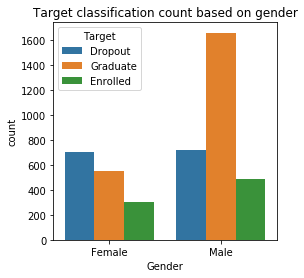 Target classification count based on gender
Target
Dropout
Graduate
Enrolled
1600
1400
1200
1000
800
600
400
200
0
count
Female
Male
Gender